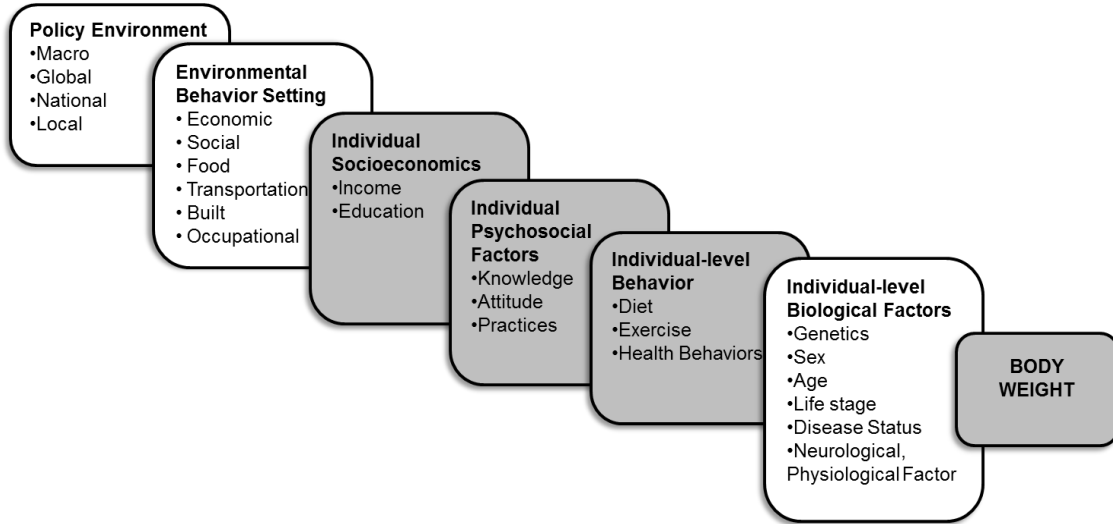 Policy Environment
•Macro
•Global
•National
•Local
Environmental
Behavior Setting
• Economic
• Social
• Food
• Transportation
• Built
• Occupational
Individual
Socioeconomics
•Income
•Education
Individual
Psychosocial
Factors
•Knowledge
•Attitude
•Practices
Individual-level
Behavior
•Diet
•Exercise
•Health Behaviors
Individual-level
Biological Factors
•Genetics
•Sex
•Age
•Life stage
•Disease Status
•Neurological,
Physiological Factor
BODY
WEIGHT